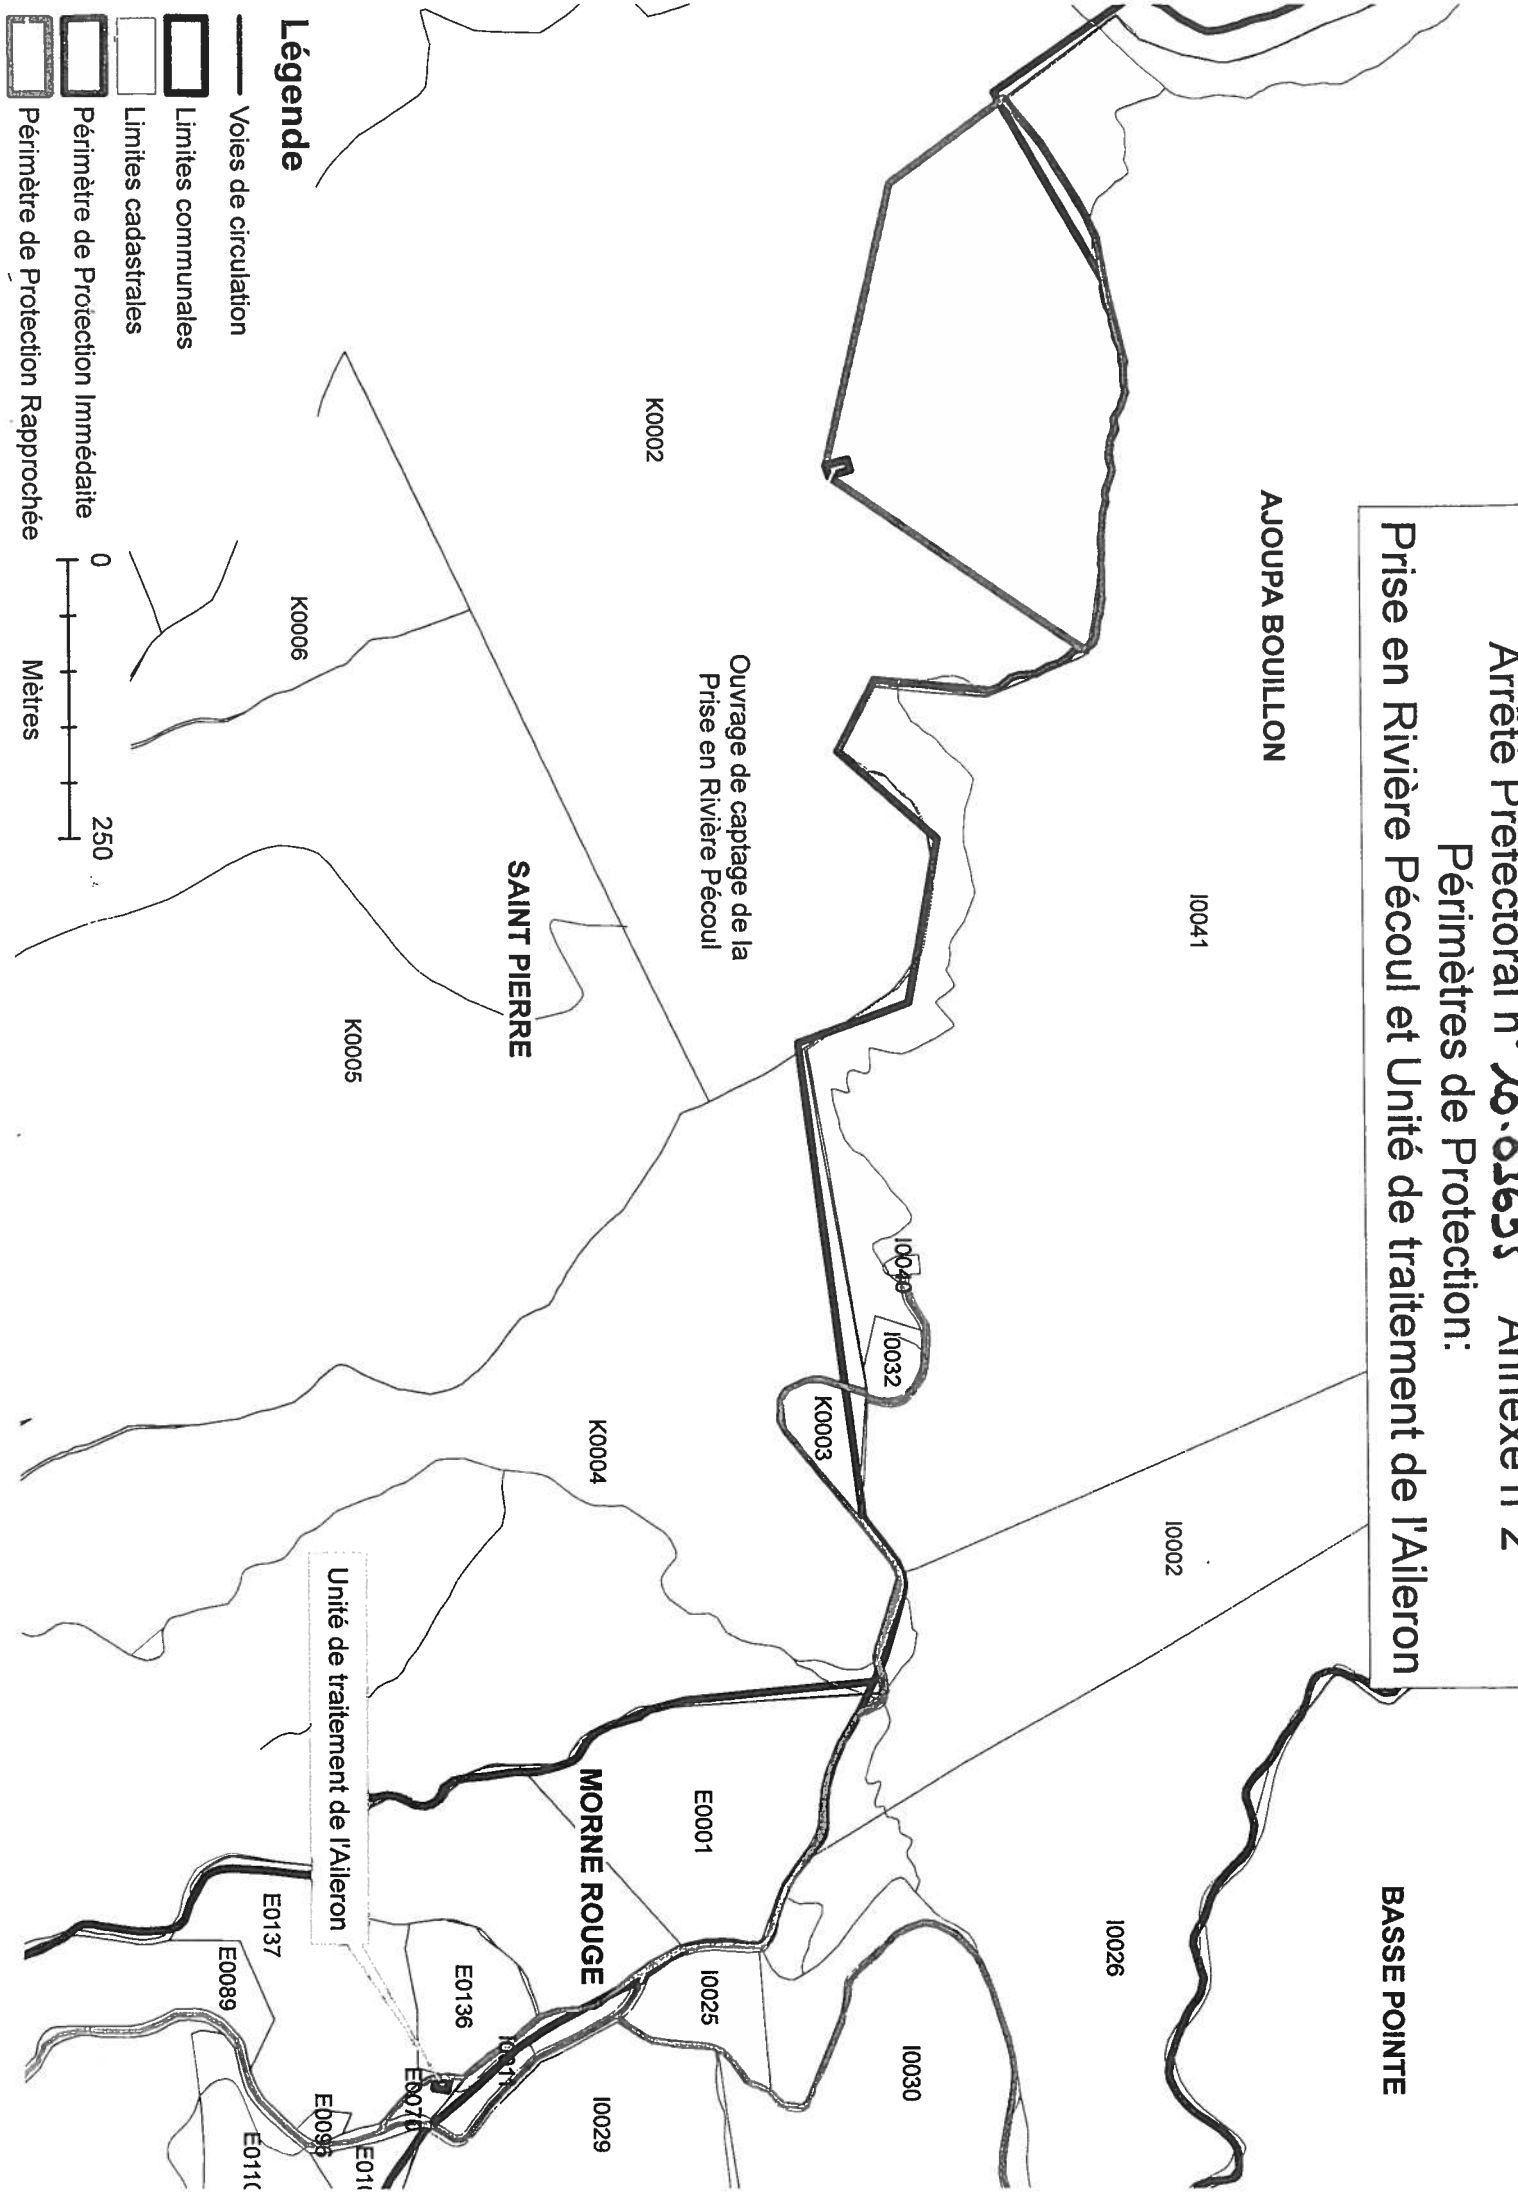 Annexe n 2
Périmètres de Protection:
Prise en Rivière Pécoul et Unité de traitement de l'Aileron
AJOUPA BOUILLON
BASSE POINTE
I0041
I0002
I0026
K0002
Ouvrage de captage de la
Prise en Rivière Pécoul
I0040
I0032
K0003
I0030
I0025
I0029
E0001
MORNE ROUGE
SAINT PIERRE
K0004
K0006
K0005
Unité de traitement de l'Aileron
E0136
E0137
E0089
E0070
E0096
Légende
Voies de circulation
Limites communales
Limites cadastrales
Périmètre de Protection Immédaite
Périmètre de Protection Rapprochée
0
250
Mètres